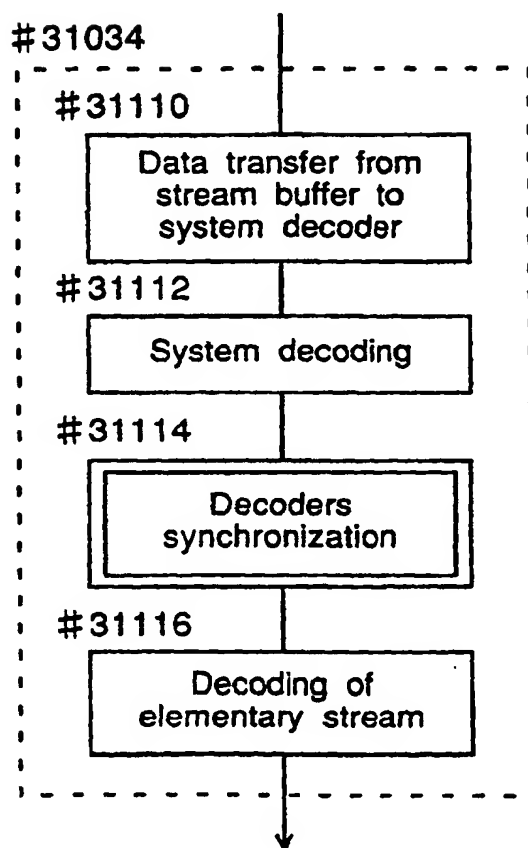 #31034
#31110
Data transfer from
stream buffer to
system decoder
#31112
System decoding
#31114
Decoders
synchronization
#31116
Decoding of
elementary stream